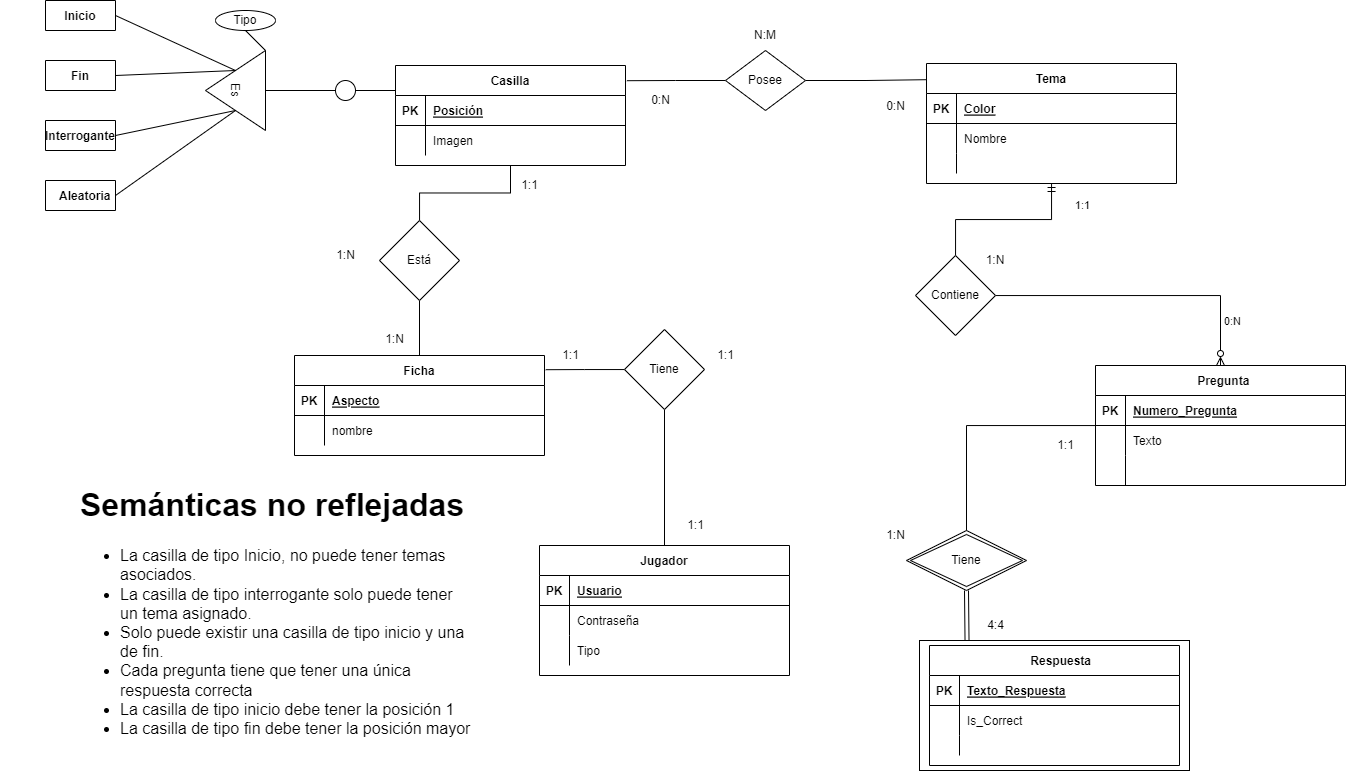 Inicio
Tipo
Fin
Es
Interrogante
Aleatoria
Casilla
PK Posición
Imagen
N:M
Posee
0:N
0:N
Tema
PK Color
Nombre
1:1
1:N
Está
1:N
1:1
1:N
Contiene
0:N
Ficha
PK Aspecto
nombre
1:1
Tiene
1:1
1:1
Pregunta
PK Numero_Pregunta
Texto
1:1
1:N
Tiene
4:4
Jugador
PK Usuario
Contraseña
Tipo
Respuesta
PK Texto_Respuesta
Is_Correct
Semánticas no reflejadas
La casilla de tipo Inicio, no puede tener temas
asociados.
La casilla de tipo interrogante solo puede tener
un tema asignado.
Solo puede existir una casilla de tipo inicio y una
de fin.
Cada pregunta tiene que tener una única
respuesta correcta
La casilla de tipo inicio debe tener la posición 1
La casilla de tipo fin debe tener la posición mayor